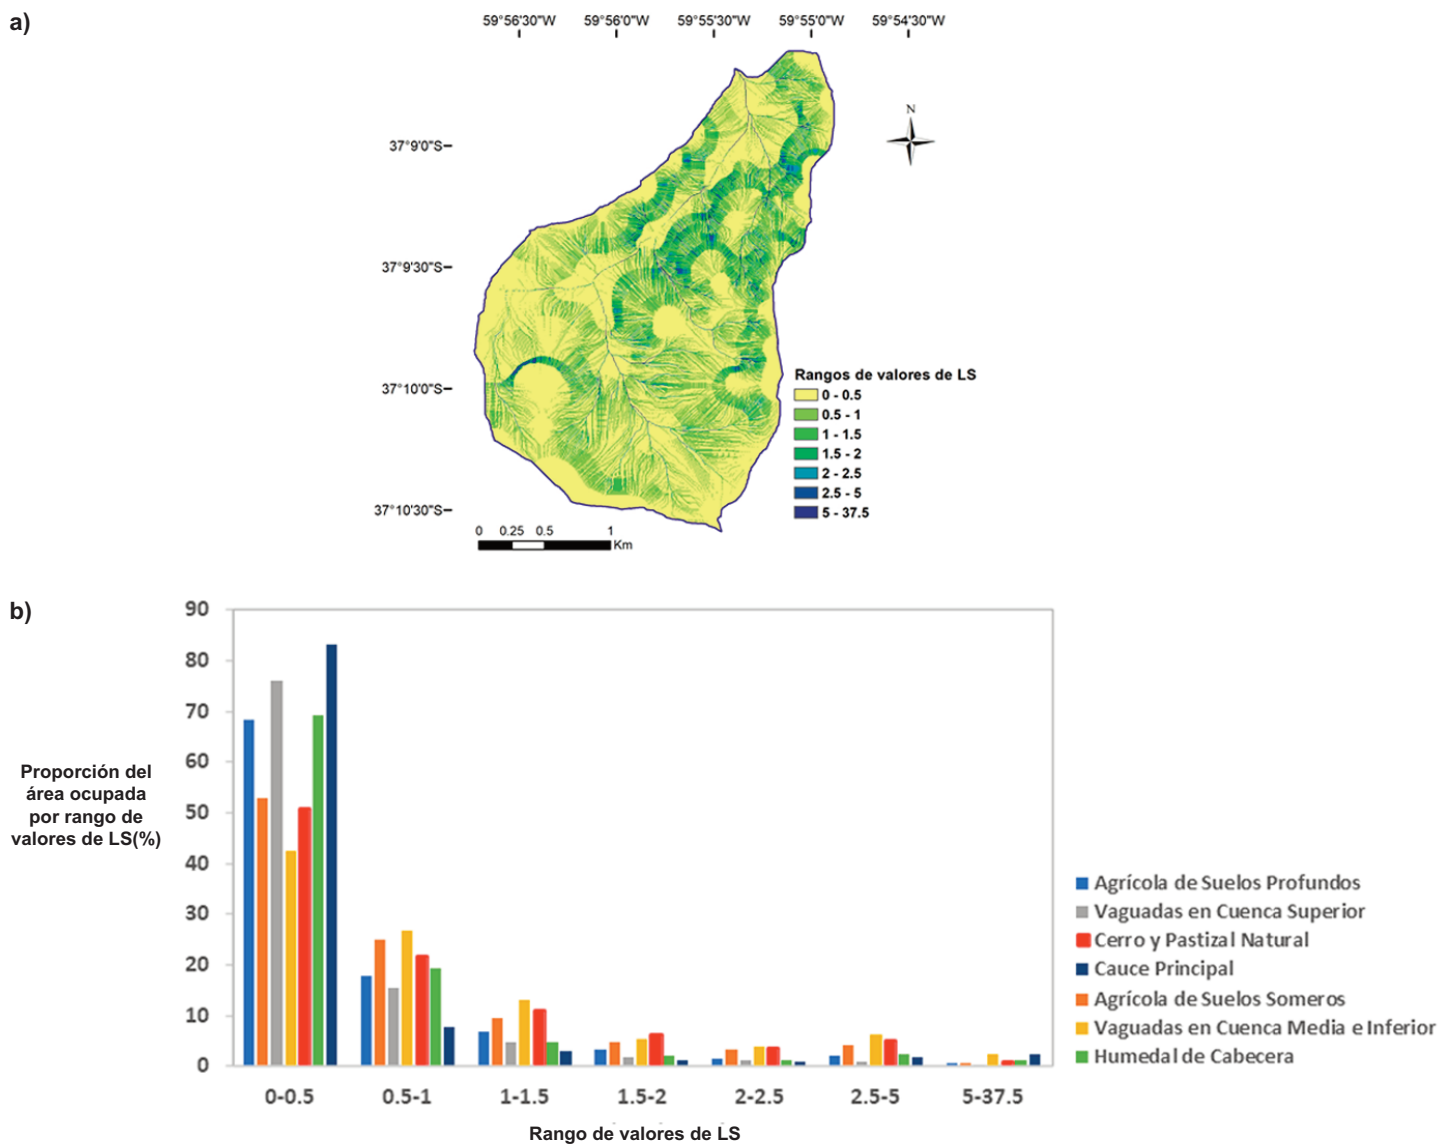 a)
59°56'30"W 59°56'0"W 59°55'30"W 59°55'0"W 59°54'30"W
N
37°9'0"S
37°9'30"S
37°10'0"S
37°10'30"S
Rangos de valores de LS
0 - 0.5
0.5 - 1
1 - 1.5
1.5 - 2
2 - 2.5
2.5 - 5
5 - 37.5
0 0.25 0.5 1
Km
b)
90
80
70
60
50
40
30
20
10
0
Proporción del
área ocupada
por rango de
valores de LS(%)
0-0.5 0.5-1 1-1.5 1.5-2 2-2.5 2.5-5 5-37.5
Rango de valores de LS
Agrícola de Suelos Profundos
Vaguadas en Cuenca Superior
Cerro y Pastizal Natural
Cauce Principal
Agrícola de Suelos Someros
Vaguadas en Cuenca Media e Inferior
Humedal de Cabecera